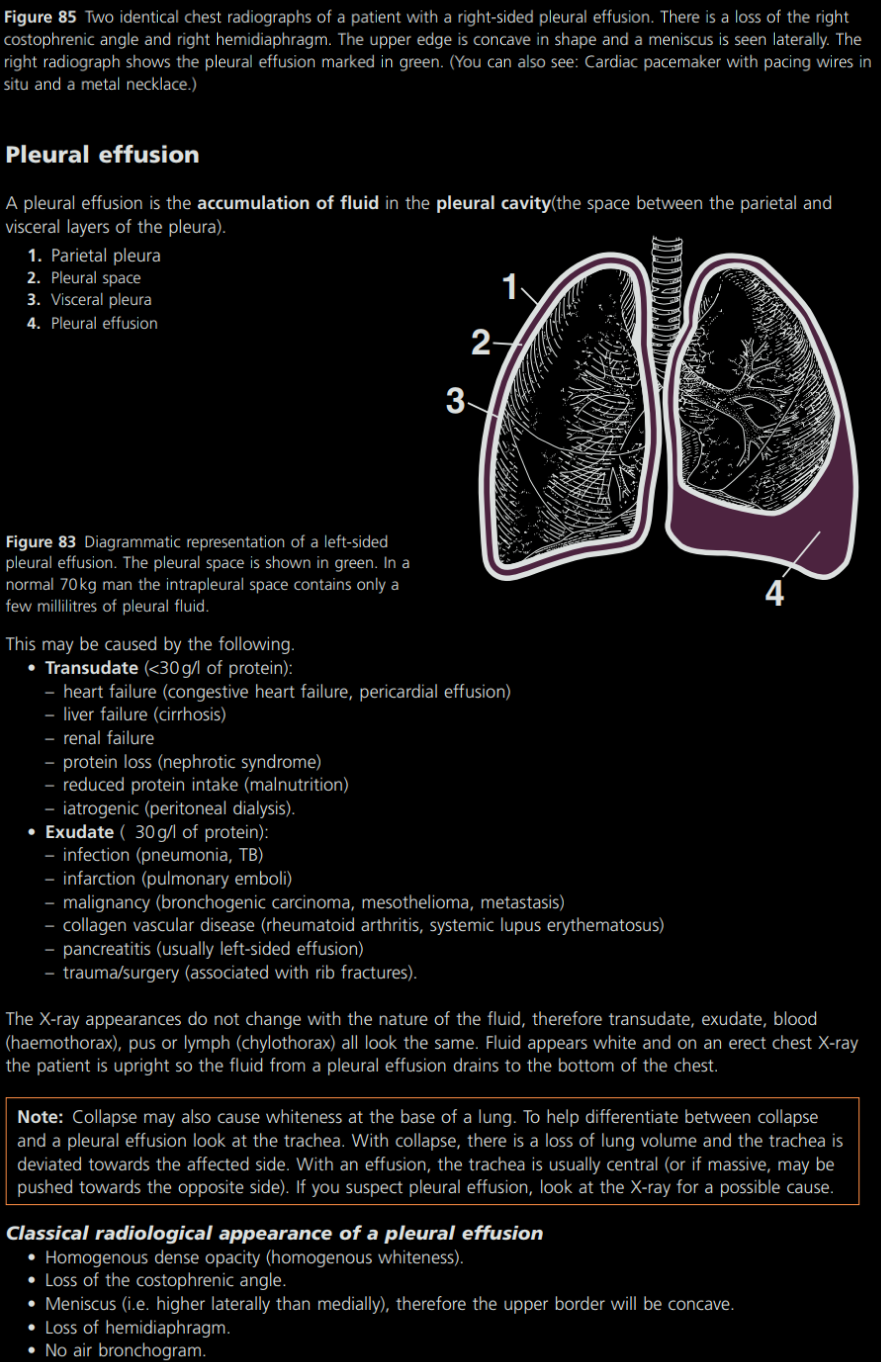 Figure 85 Two identical chest radiographs of a patient with a right-sided pleural effusion. There is a loss of the right
costophrenic angle and right hemidiaphragm. The upper edge is concave in shape and a meniscus is seen laterally. The
right radiograph shows the pleural effusion marked in green. (You can also see: Cardiac pacemaker with pacing wires in
situ and a metal necklace.)
Pleural effusion
A pleural effusion is the accumulation of fluid in the pleural cavity(the space between the parietal and
visceral layers of the pleura).
1. Parietal pleura
2. Pleural space
3. Visceral pleura
4. Pleural effusion
1
2
3
4
Figure 83 Diagrammatic representation of a left-sided
pleural effusion. The pleural space is shown in green. In a
normal 70 kg man the intrapleural space contains only a
few millilitres of pleural fluid.
This may be caused by the following.
• Transudate (<30 g/l of protein):
– heart failure (congestive heart failure, pericardial effusion)
– liver failure (cirrhosis)
– renal failure
– protein loss (nephrotic syndrome)
– reduced protein intake (malnutrition)
– iatrogenic (peritoneal dialysis).
• Exudate ( 30 g/l of protein):
– infection (pneumonia, TB)
– infarction (pulmonary emboli)
– malignancy (bronchogenic carcinoma, mesothelioma, metastasis)
– collagen vascular disease (rheumatoid arthritis, systemic lupus erythematosus)
– pancreatitis (usually left-sided effusion)
– trauma/surgery (associated with rib fractures).
The X-ray appearances do not change with the nature of the fluid, therefore transudate, exudate, blood
(haemothorax), pus or lymph (chylothorax) all look the same. Fluid appears white and on an erect chest X-ray
the patient is upright so the fluid from a pleural effusion drains to the bottom of the chest.
Note: Collapse may also cause whiteness at the base of a lung. To help differentiate between collapse
and a pleural effusion look at the trachea. With collapse, there is a loss of lung volume and the trachea is
deviated towards the affected side. With an effusion, the trachea is usually central (or if massive, may be
pushed towards the opposite side). If you suspect pleural effusion, look at the X-ray for a possible cause.
Classical radiological appearance of a pleural effusion
• Homogenous dense opacity (homogenous whiteness).
• Loss of the costophrenic angle.
• Meniscus (i.e. higher laterally than medially), therefore the upper border will be concave.
• Loss of hemidiaphragm.
• No air bronchogram.